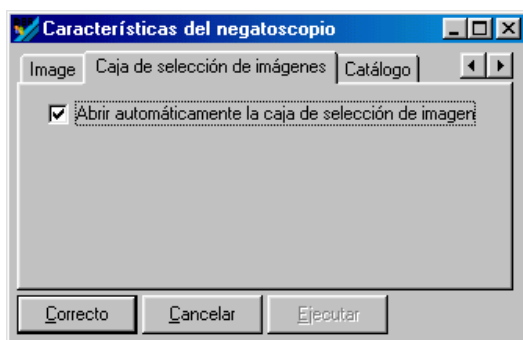 Características del negatoscopio
Image Caja de selección de imágenes Catálogo
Abrir automáticamente la caja de selección de imagen
Correcto Cancelar Ejecutar